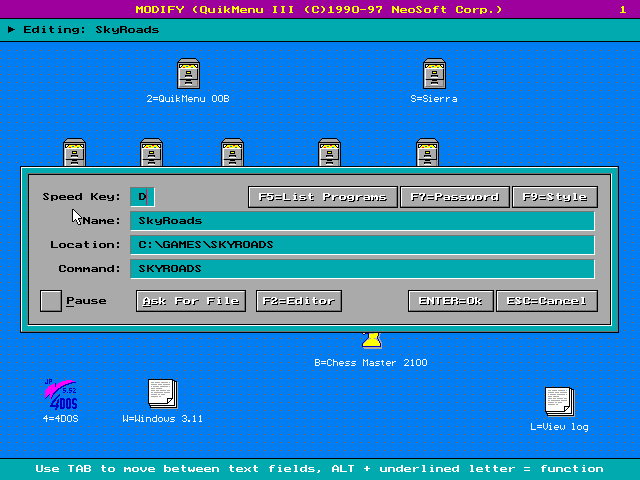 MODIFY (QuikMenu III (C)1990-97 NeoSoft Corp.) 1
► Editing: SkyRoads
2=QuikMenu OOB S=Sierra
Speed Key: D F5=List Programs F7=Password F9=Style
Name: SkyRoads
Location: C:\GAMES\SKYROADS
Command: SKYROADS
Pause Ask For File F2=Editor ENTER=Ok ESC=Cancel
B=Chess Master 2100
JP 5.52
4DOS
4=4DOS W=Windows 3.11 L=View log
Use TAB to move between text fields, ALT + underlined letter = function